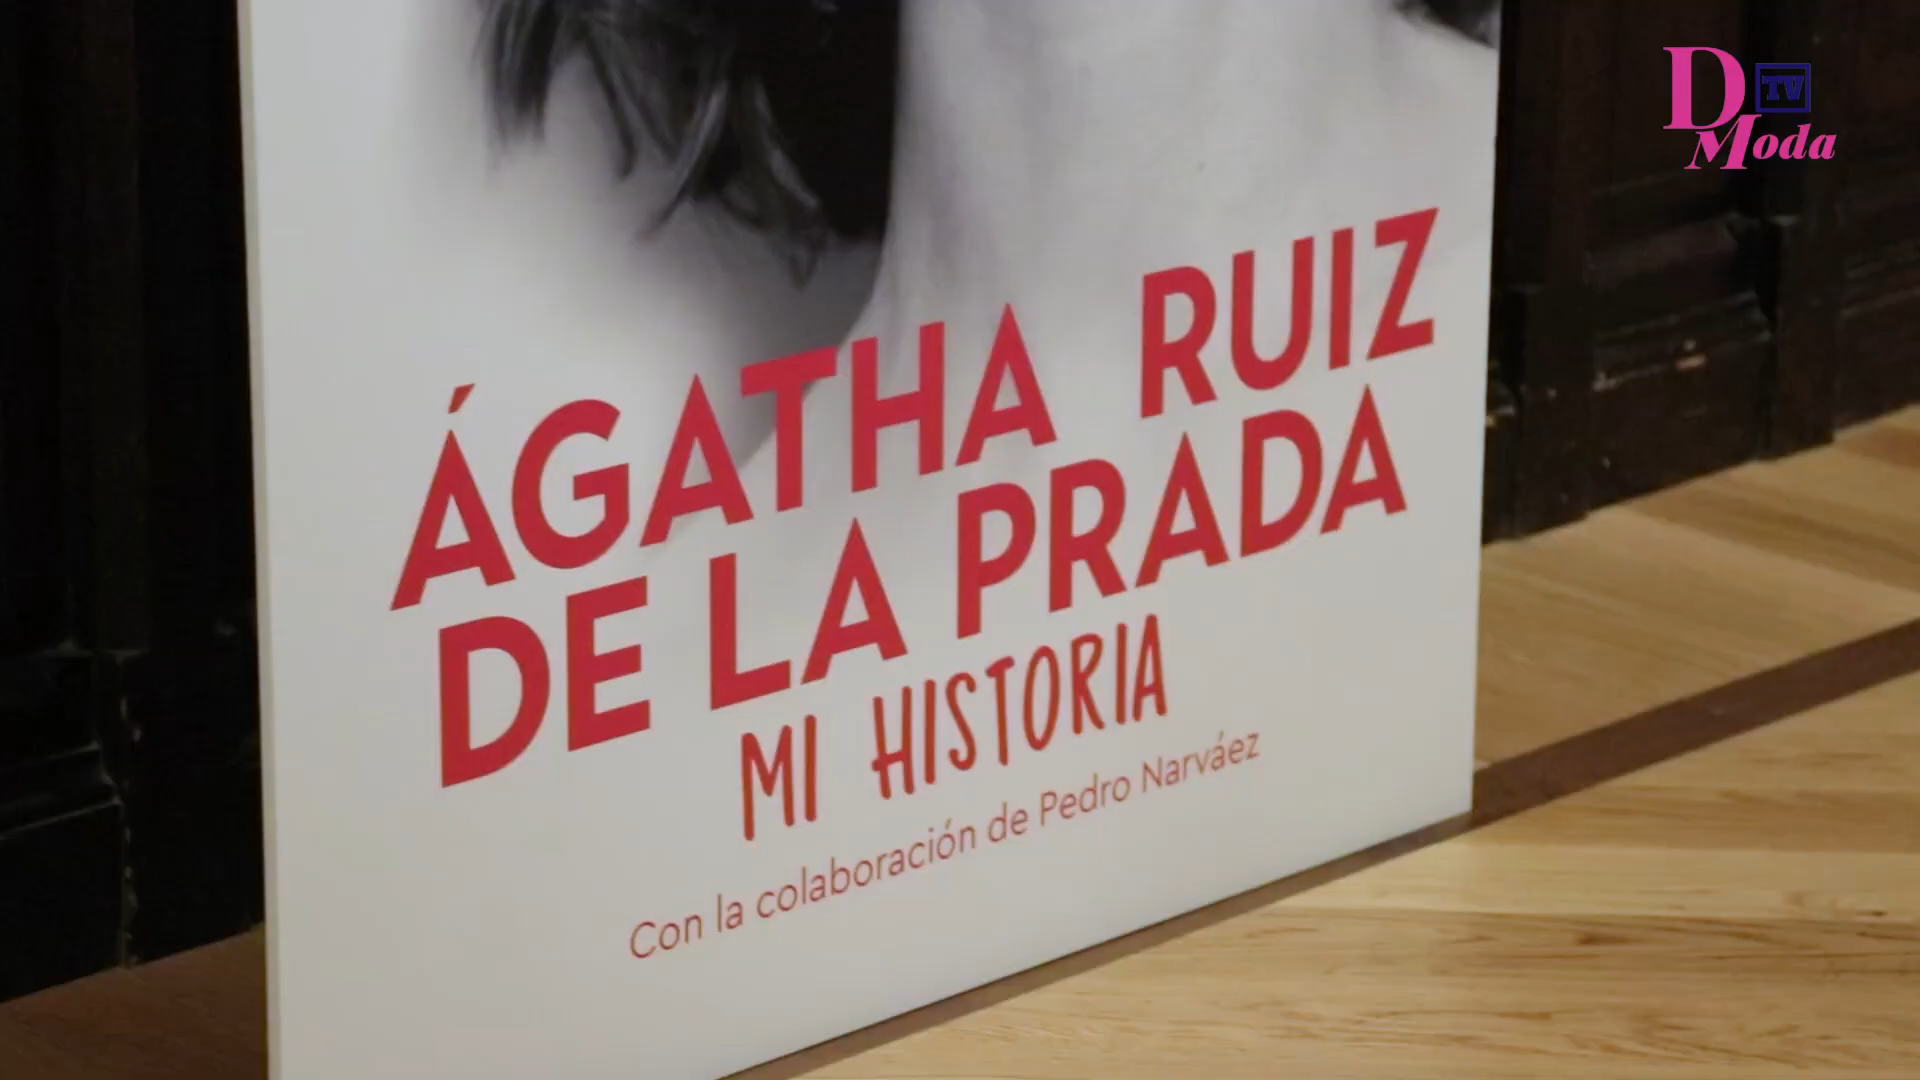 D TV
Moda
ÁGATHA RUIZ
DE LA PRADA
MI HISTORIA
Con la colaboración de Pedro Narváez